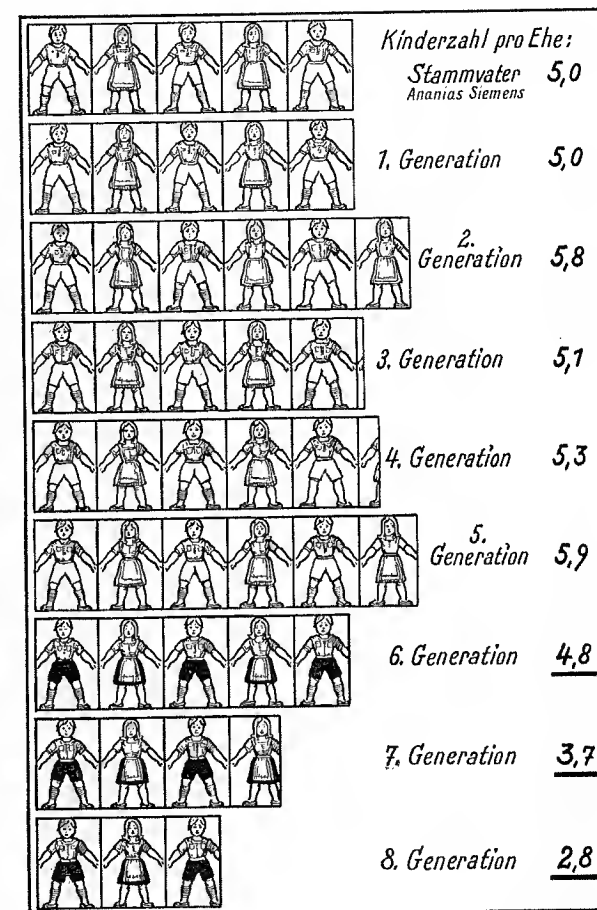 Kinderzahl pro Ehe:
Stammvater 5,0
Ananias Siemens
1. Generation 5,0
2.
Generation 5,8
3. Generation 5,1
4. Generation 5,3
5.
Generation 5,9
6. Generation 4,8
7. Generation 3,7
8. Generation 2,8